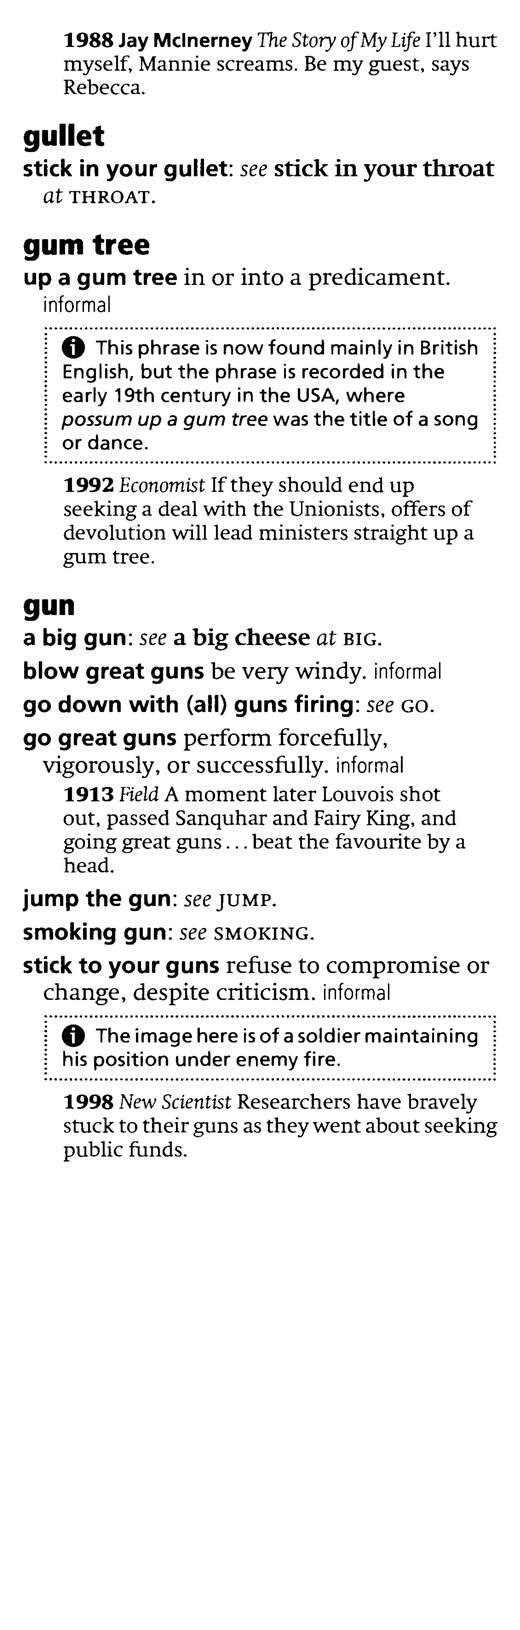 1988 Jay McInerney The Story of My Life I'll hurt
myself, Mannie screams. Be my guest, says
Rebecca.
gullet
stick in your gullet: see stick in your throat
at THROAT.
gum tree
up a gum tree in or into a predicament.
informal
This phrase is now found mainly in British
English, but the phrase is recorded in the
early 19th century in the USA, where
possum up a gum tree was the title of a song
or dance.
1992 Economist If they should end up
seeking a deal with the Unionists, offers of
devolution will lead ministers straight up a
gum tree.
gun
a big gun: see a big cheese at BIG.
blow great guns be very windy. informal
go down with (all) guns firing: see GO.
go great guns perform forcefully,
vigorously, or successfully. informal
1913 Field A moment later Louvois shot
out, passed Sanquhar and Fairy King, and
going great guns...beat the favourite by a
head.
jump the gun: see JUMP.
smoking gun: see SMOKING.
stick to your guns refuse to compromise or
change, despite criticism. informal
The image here is of a soldier maintaining
his position under enemy fire.
1998 New Scientist Researchers have bravely
stuck to their guns as they went about seeking
public funds.